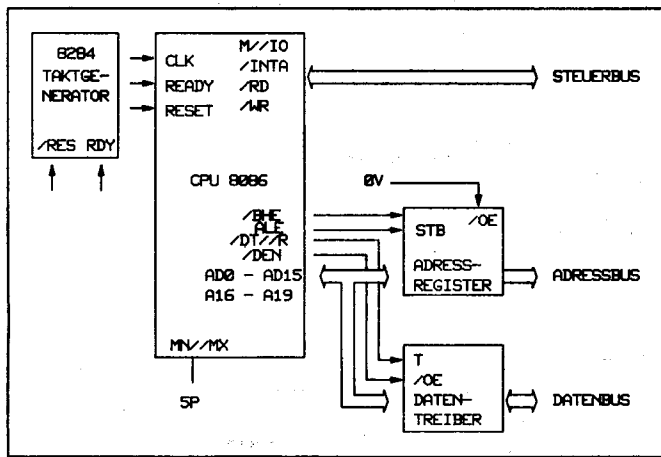 8284
TAKTGE-
NERATOR
/RES RDY
CLK
READY
RESET
M//IO
/INTA
/RD
/WR
CPU 8086
/BHE
ALE
/DT//R
/DEN
AD0 - AD15
A16 - A19
MN//MX
5P
STEUERBUS
0V
/OE
STB
ADRESS-
REGISTER
ADRESSBUS
T
/OE
DATEN-
TREIBER
DATENBUS